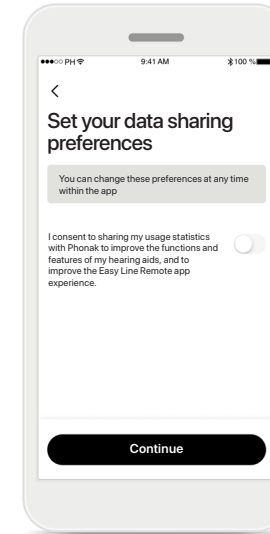 ●●●○○ PH 9:41 AM 100 %
Set your data sharing
preferences
You can change these preferences at any time
within the app
I consent to sharing my usage statistics
with Phonak to improve the functions and
features of my hearing aids, and to
improve the Easy Line Remote app
experience.
Continue